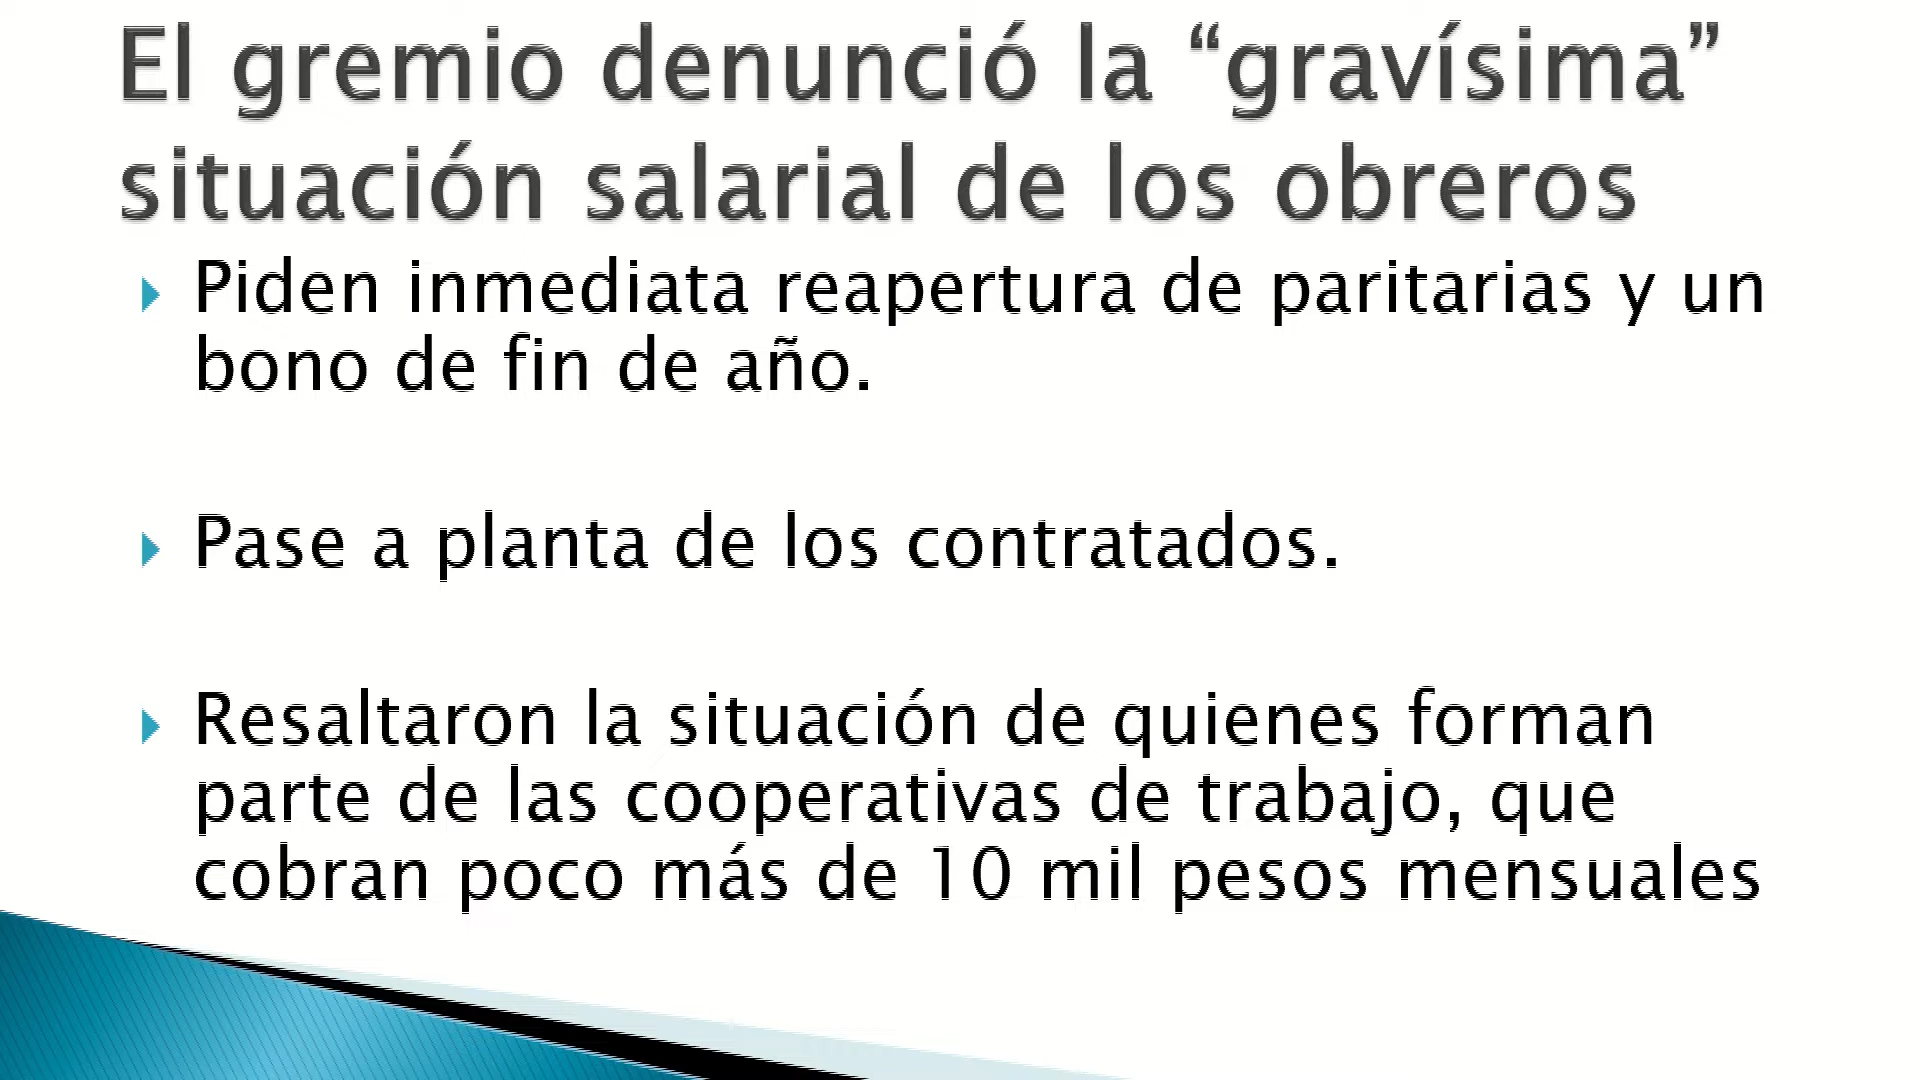 El gremio denunció la “gravísima”
situación salarial de los obreros
Piden inmediata reapertura de paritarias y un
bono de fin de año.
Pase a planta de los contratados.
Resaltaron la situación de quienes forman
parte de las cooperativas de trabajo, que
cobran poco más de 10 mil pesos mensuales